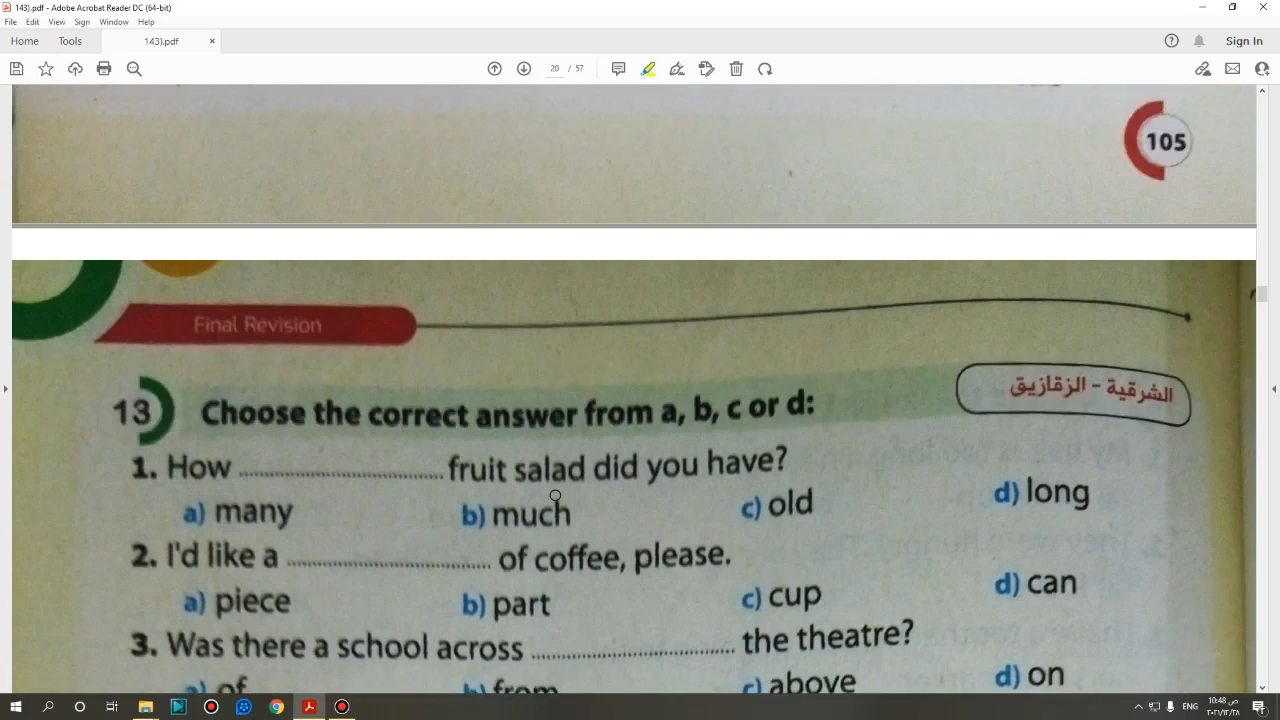 143).pdf - Adobe Acrobat Reader DC (64-bit)
File Edit View Sign Window Help
Home Tools 143).pdf × Sign In
20 / 57
105
Final Revision
الشرقية - الزقازيق
13 Choose the correct answer from a, b, c or d:
1. How ........................ fruit salad did you have?
a) many b) much c) old d) long
2. I'd like a ........................ of coffee, please.
a) piece b) part c) cup d) can
3. Was there a school across ........................ the theatre?
a) of b) from c) above d) on
ENG 10:48 ص